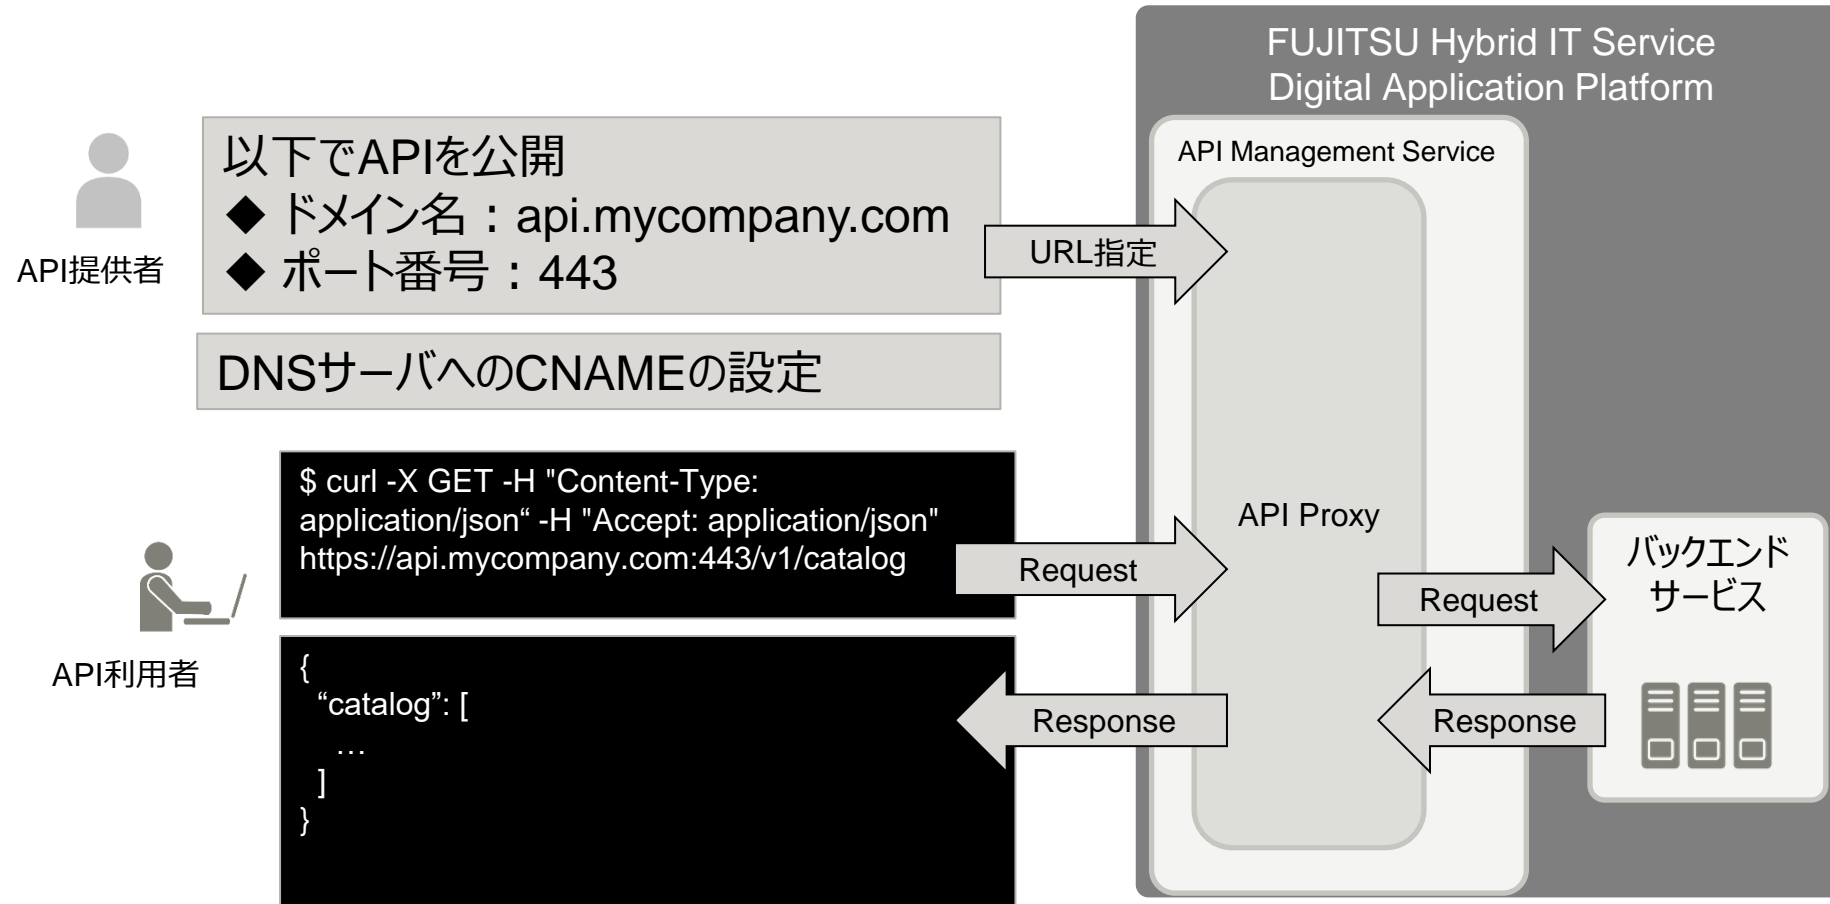 FUJITSU Hybrid IT Service
Digital Application Platform
API Management Service
以下でAPIを公開
◆ ドメイン名：api.mycompany.com
◆ ポート番号：443
API提供者
URL指定
DNSサーバへのCNAMEの設定
$ curl -X GET -H "Content-Type:
application/json“ -H "Accept: application/json"
https://api.mycompany.com:443/v1/catalog
API利用者
Request
API Proxy
Request
バックエンド
サービス
{
“catalog”: [
…
]
}
Response
Response